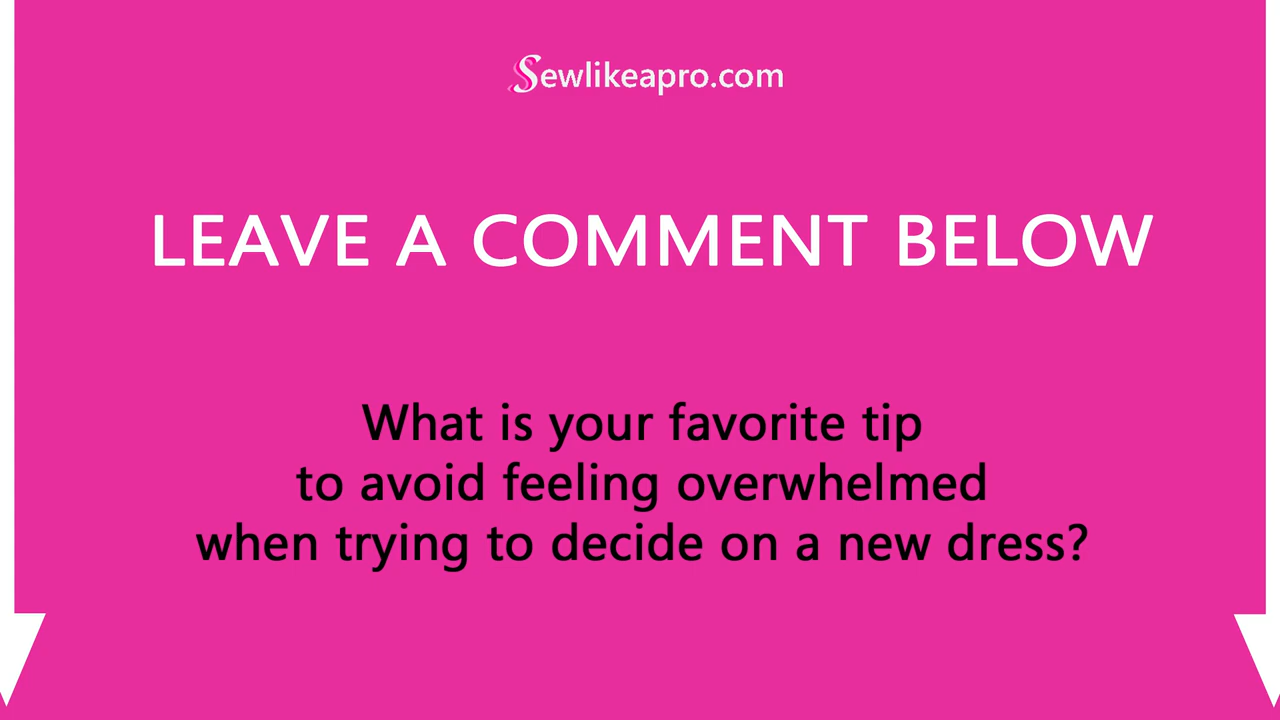 Sewlikeapro.com
LEAVE A COMMENT BELOW
What is your favorite tip
to avoid feeling overwhelmed
when trying to decide on a new dress?